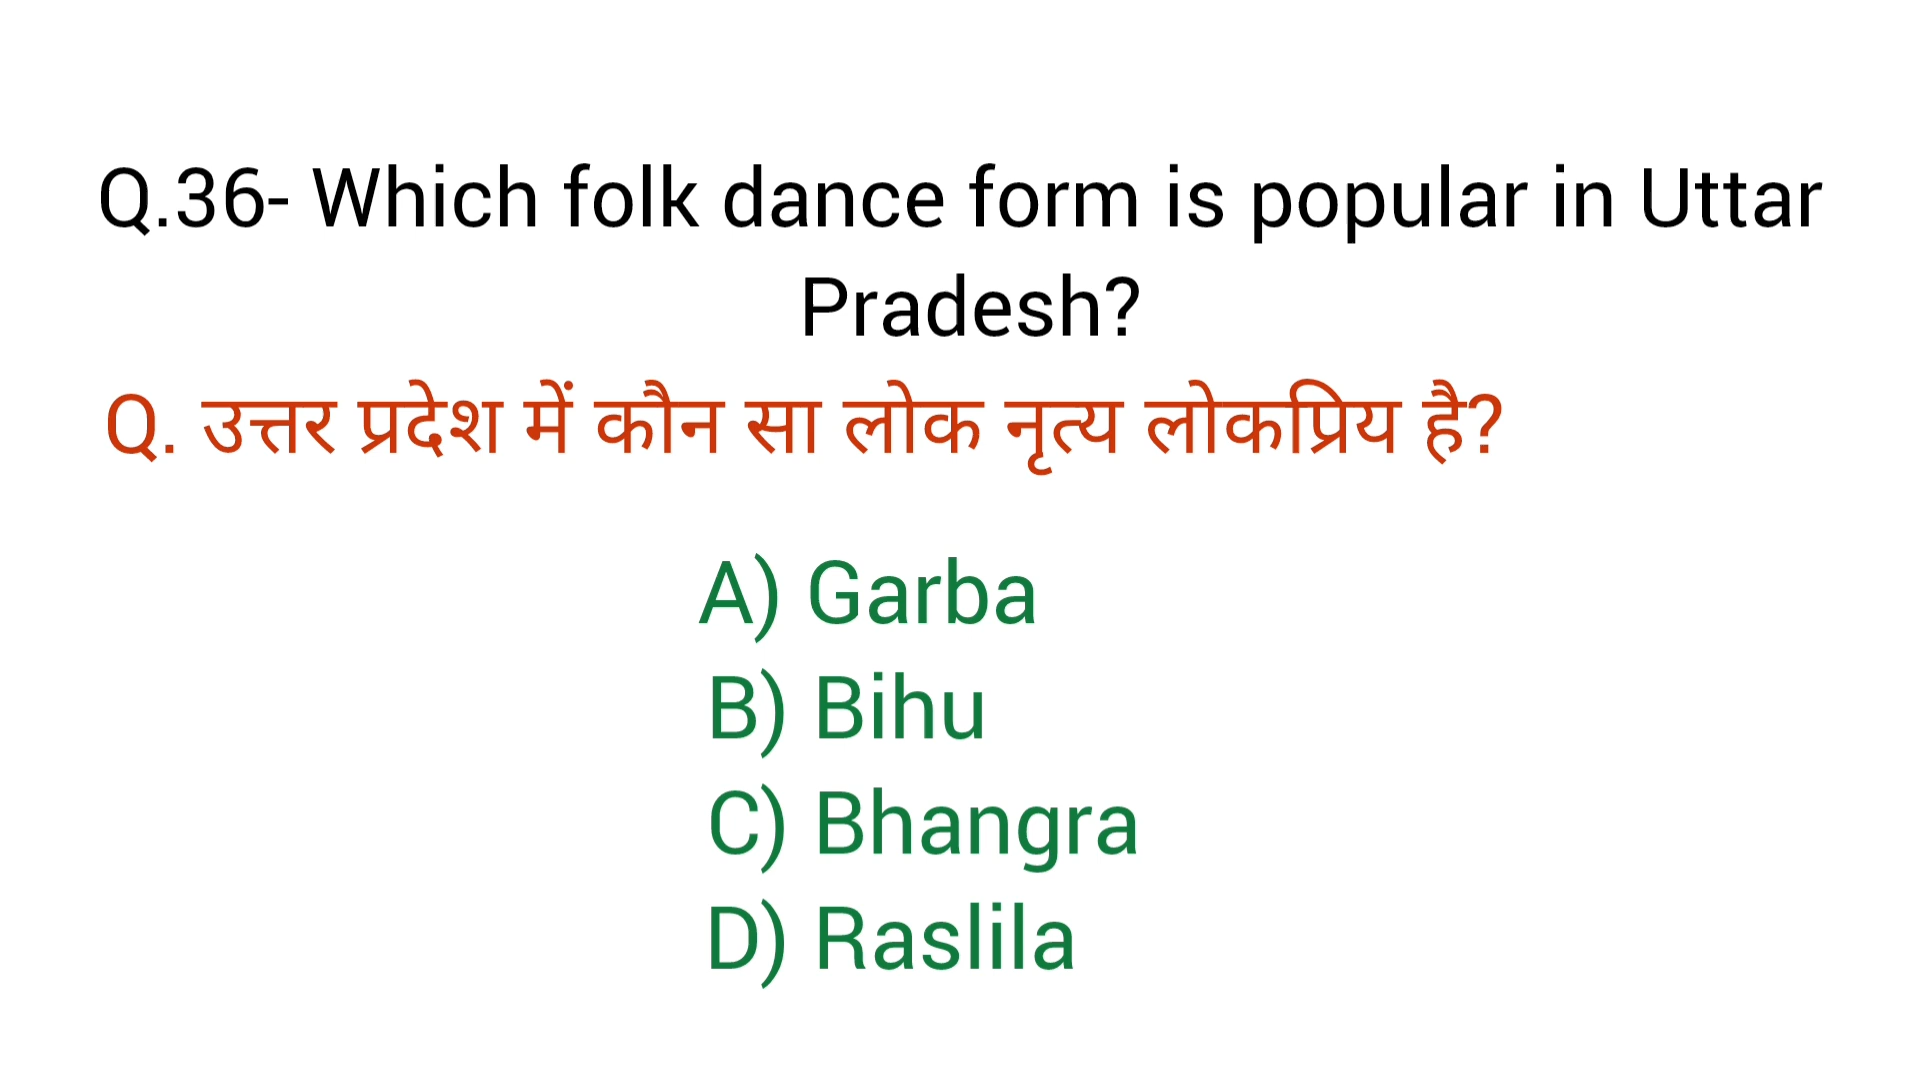 Q.36- Which folk dance form is popular in Uttar
Pradesh?
Q. उत्तर प्रदेश में कौन सा लोक नृत्य लोकप्रिय है?
A) Garba
B) Bihu
C) Bhangra
D) Raslila